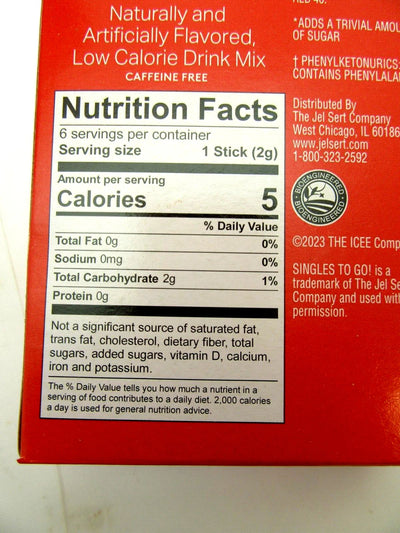 Naturally and
Artificially Flavored,
Low Calorie Drink Mix
CAFFEINE FREE
Nutrition Facts
6 servings per container
Serving size 1 Stick (2g)
Amount per serving
Calories 5
% Daily Value
Total Fat 0g 0%
Sodium 0mg 0%
Total Carbohydrate 2g 1%
Protein 0g
Not a significant source of saturated fat,
trans fat, cholesterol, dietary fiber, total
sugars, added sugars, vitamin D, calcium,
iron and potassium.
The % Daily Value tells you how much a nutrient in a
serving of food contributes to a daily diet. 2,000 calories
a day is used for general nutrition advice.
RED 40.
*ADDS A TRIVIAL AMOU
OF SUGAR
† PHENYLKETONURICS:
CONTAINS PHENYLALA
Distributed By
The Jel Sert Company
West Chicago, IL 60186
www.jelsert.com
1-800-323-2592
BIOENGINEERED
BIOENGINEERED
©2023 THE ICEE Comp
SINGLES TO GO! is a
trademark of The Jel Ser
Company and used with
permission.